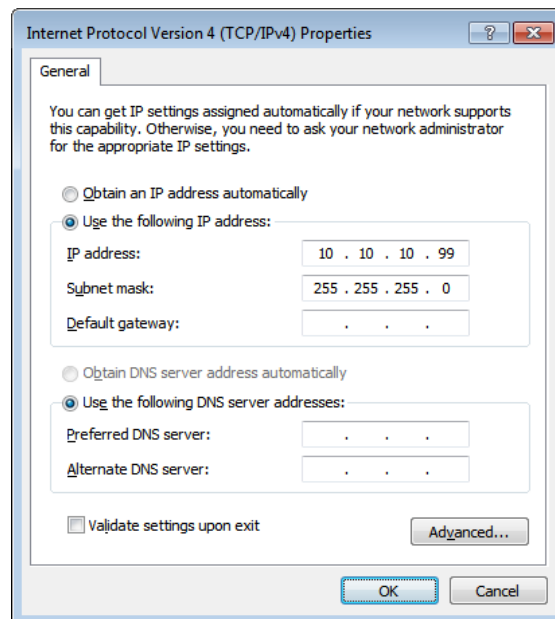 Internet Protocol Version 4 (TCP/IPv4) Properties
General
You can get IP settings assigned automatically if your network supports
this capability. Otherwise, you need to ask your network administrator
for the appropriate IP settings.
Obtain an IP address automatically
Use the following IP address:
IP address: 10 . 10 . 10 . 99
Subnet mask: 255 . 255 . 255 . 0
Default gateway: . . .
Obtain DNS server address automatically
Use the following DNS server addresses:
Preferred DNS server: . . .
Alternate DNS server: . . .
Validate settings upon exit
Advanced...
OK Cancel